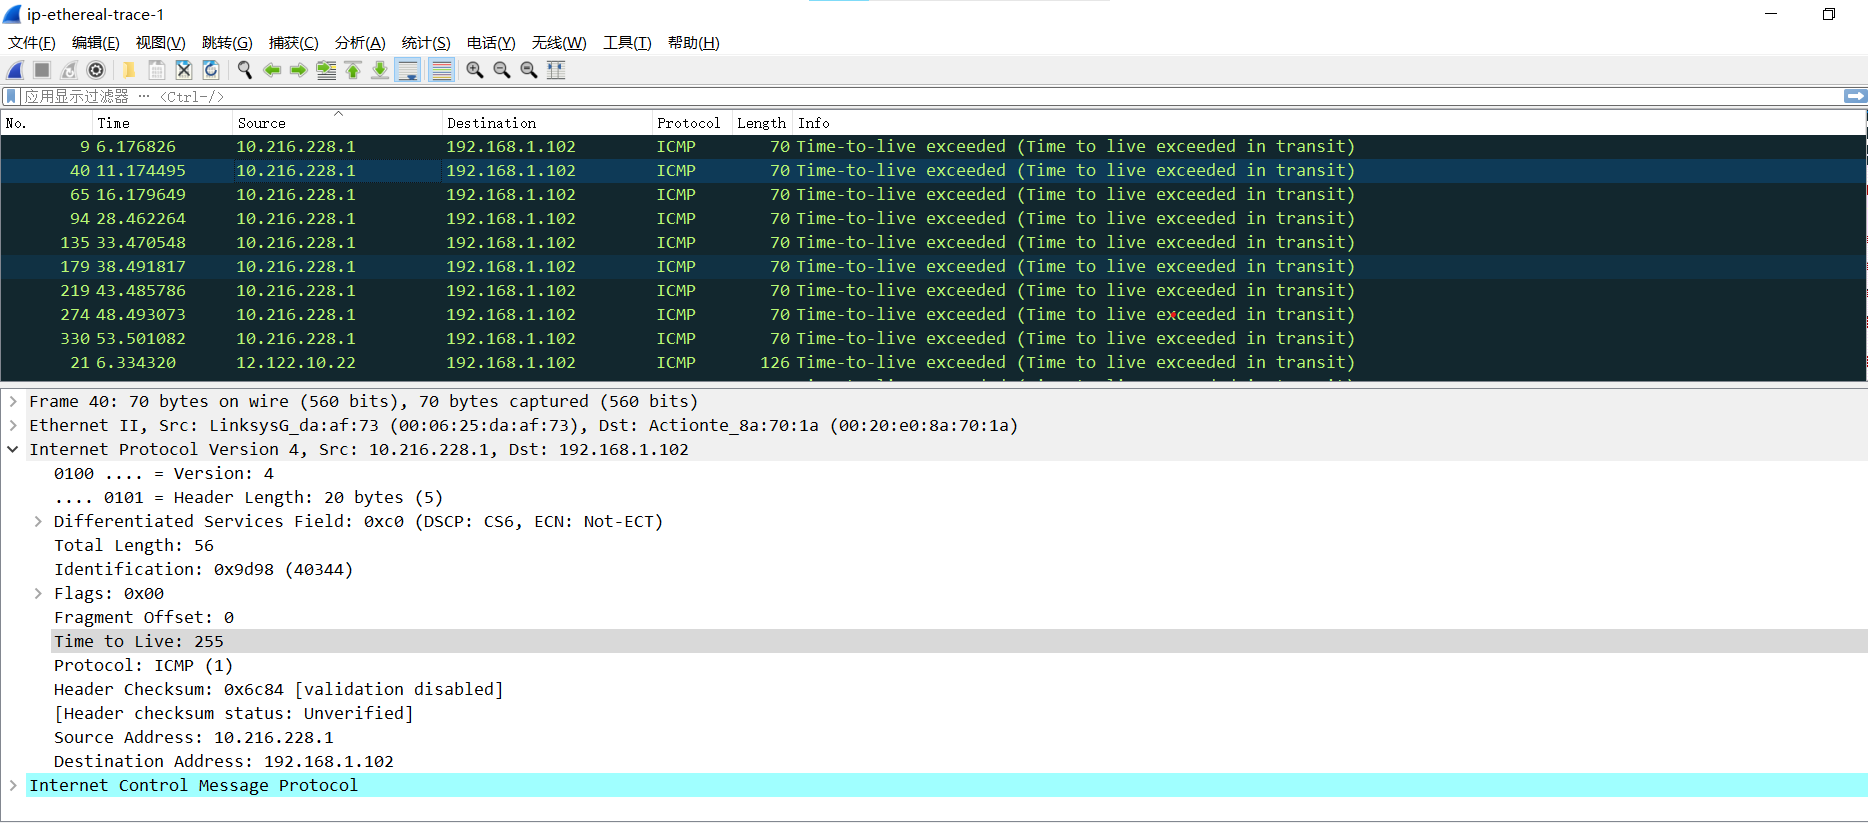 ip-ethereal-trace-1
文件(F) 编辑(E) 视图(V) 跳转(G) 捕获(C) 分析(A) 统计(S) 电话(Y) 无线(W) 工具(T) 帮助(H)
应用显示过滤器 … <Ctrl-/>
No. Time Source Destination Protocol Length Info
9 6.176826 10.216.228.1 192.168.1.102 ICMP 70 Time-to-live exceeded (Time to live exceeded in transit)
40 11.174495 10.216.228.1 192.168.1.102 ICMP 70 Time-to-live exceeded (Time to live exceeded in transit)
65 16.179649 10.216.228.1 192.168.1.102 ICMP 70 Time-to-live exceeded (Time to live exceeded in transit)
94 28.462264 10.216.228.1 192.168.1.102 ICMP 70 Time-to-live exceeded (Time to live exceeded in transit)
135 33.470548 10.216.228.1 192.168.1.102 ICMP 70 Time-to-live exceeded (Time to live exceeded in transit)
179 38.491817 10.216.228.1 192.168.1.102 ICMP 70 Time-to-live exceeded (Time to live exceeded in transit)
219 43.485786 10.216.228.1 192.168.1.102 ICMP 70 Time-to-live exceeded (Time to live exceeded in transit)
274 48.493073 10.216.228.1 192.168.1.102 ICMP 70 Time-to-live exceeded (Time to live exceeded in transit)
330 53.501082 10.216.228.1 192.168.1.102 ICMP 70 Time-to-live exceeded (Time to live exceeded in transit)
21 6.334320 12.122.10.22 192.168.1.102 ICMP 126 Time-to-live exceeded (Time to live exceeded in transit)
Frame 40: 70 bytes on wire (560 bits), 70 bytes captured (560 bits)
Ethernet II, Src: LinksysG_da:af:73 (00:06:25:da:af:73), Dst: Actionte_8a:70:1a (00:20:e0:8a:70:1a)
Internet Protocol Version 4, Src: 10.216.228.1, Dst: 192.168.1.102
0100 .... = Version: 4
.... 0101 = Header Length: 20 bytes (5)
Differentiated Services Field: 0xc0 (DSCP: CS6, ECN: Not-ECT)
Total Length: 56
Identification: 0x9d98 (40344)
Flags: 0x00
Fragment Offset: 0
Time to Live: 255
Protocol: ICMP (1)
Header Checksum: 0x6c84 [validation disabled]
[Header checksum status: Unverified]
Source Address: 10.216.228.1
Destination Address: 192.168.1.102
Internet Control Message Protocol